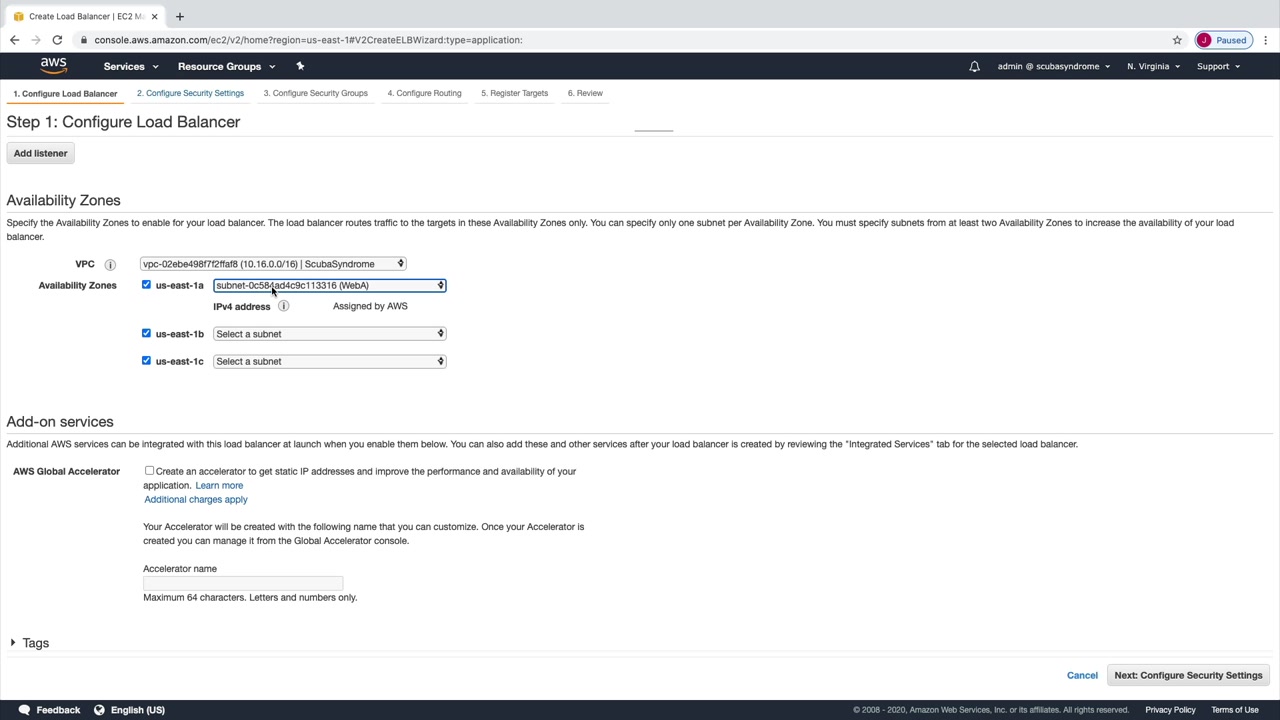 Create Load Balancer | EC2 M
console.aws.amazon.com/ec2/v2/home?region=us-east-1#V2CreateELBWizard:type=application:
J Paused
aws Services Resource Groups admin @ scubasyndrome N. Virginia Support
1. Configure Load Balancer 2. Configure Security Settings 3. Configure Security Groups 4. Configure Routing 5. Register Targets 6. Review
Step 1: Configure Load Balancer
Add listener
Availability Zones
Specify the Availability Zones to enable for your load balancer. The load balancer routes traffic to the targets in these Availability Zones only. You can specify only one subnet per Availability Zone. You must specify subnets from at least two Availability Zones to increase the availability of your load
balancer.
VPC i vpc-02ebe498f7f2ffaf8 (10.16.0.0/16) | ScubaSyndrome
Availability Zones us-east-1a subnet-0c584ad4c9c113316 (WebA)
IPv4 address i Assigned by AWS
us-east-1b Select a subnet
us-east-1c Select a subnet
Add-on services
Additional AWS services can be integrated with this load balancer at launch when you enable them below. You can also add these and other services after your load balancer is created by reviewing the "Integrated Services" tab for the selected load balancer.
AWS Global Accelerator Create an accelerator to get static IP addresses and improve the performance and availability of your
application. Learn more
Additional charges apply
Your Accelerator will be created with the following name that you can customize. Once your Accelerator is
created you can manage it from the Global Accelerator console.
Accelerator name
Maximum 64 characters. Letters and numbers only.
Tags
Cancel Next: Configure Security Settings
Feedback English (US) © 2008 - 2020, Amazon Web Services, Inc. or its affiliates. All rights reserved. Privacy Policy Terms of Use